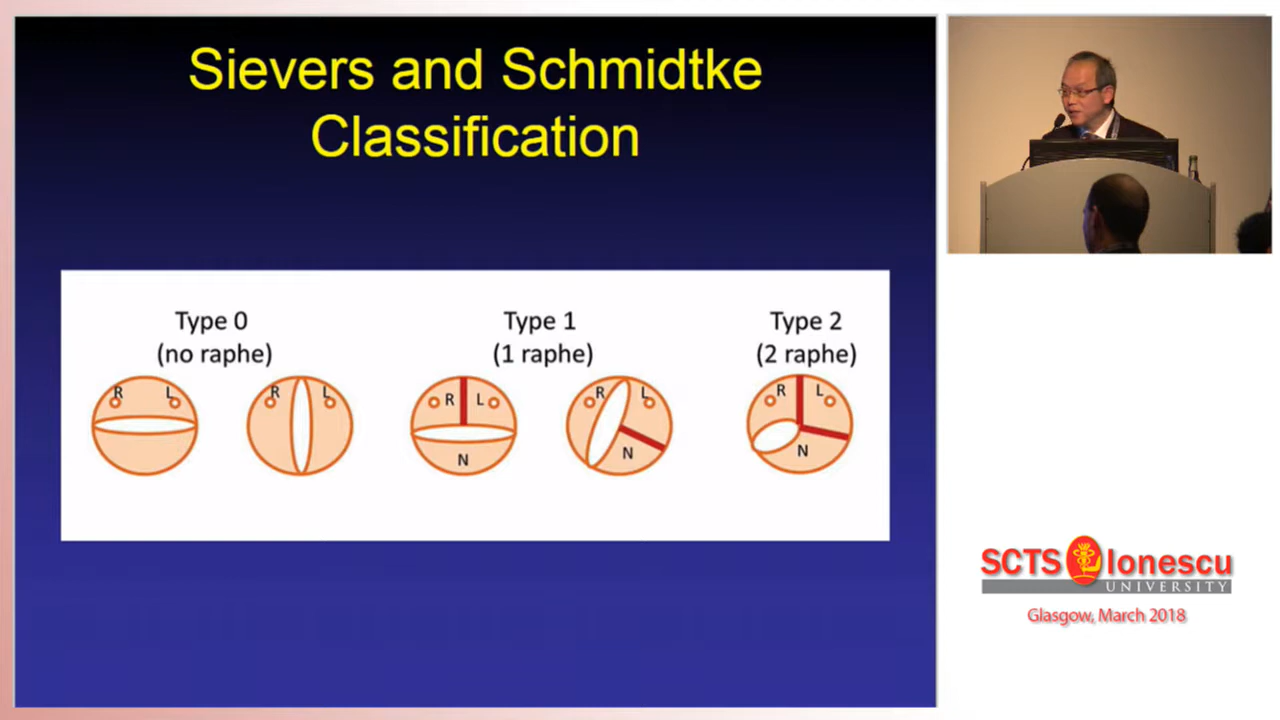 Sievers and Schmidtke
Classification
Type 0
(no raphe)
Type 1
(1 raphe)
Type 2
(2 raphe)
R L
R L
R L
N
R L
N
R L
N
SCTS Ionescu
UNIVERSITY
Glasgow, March 2018